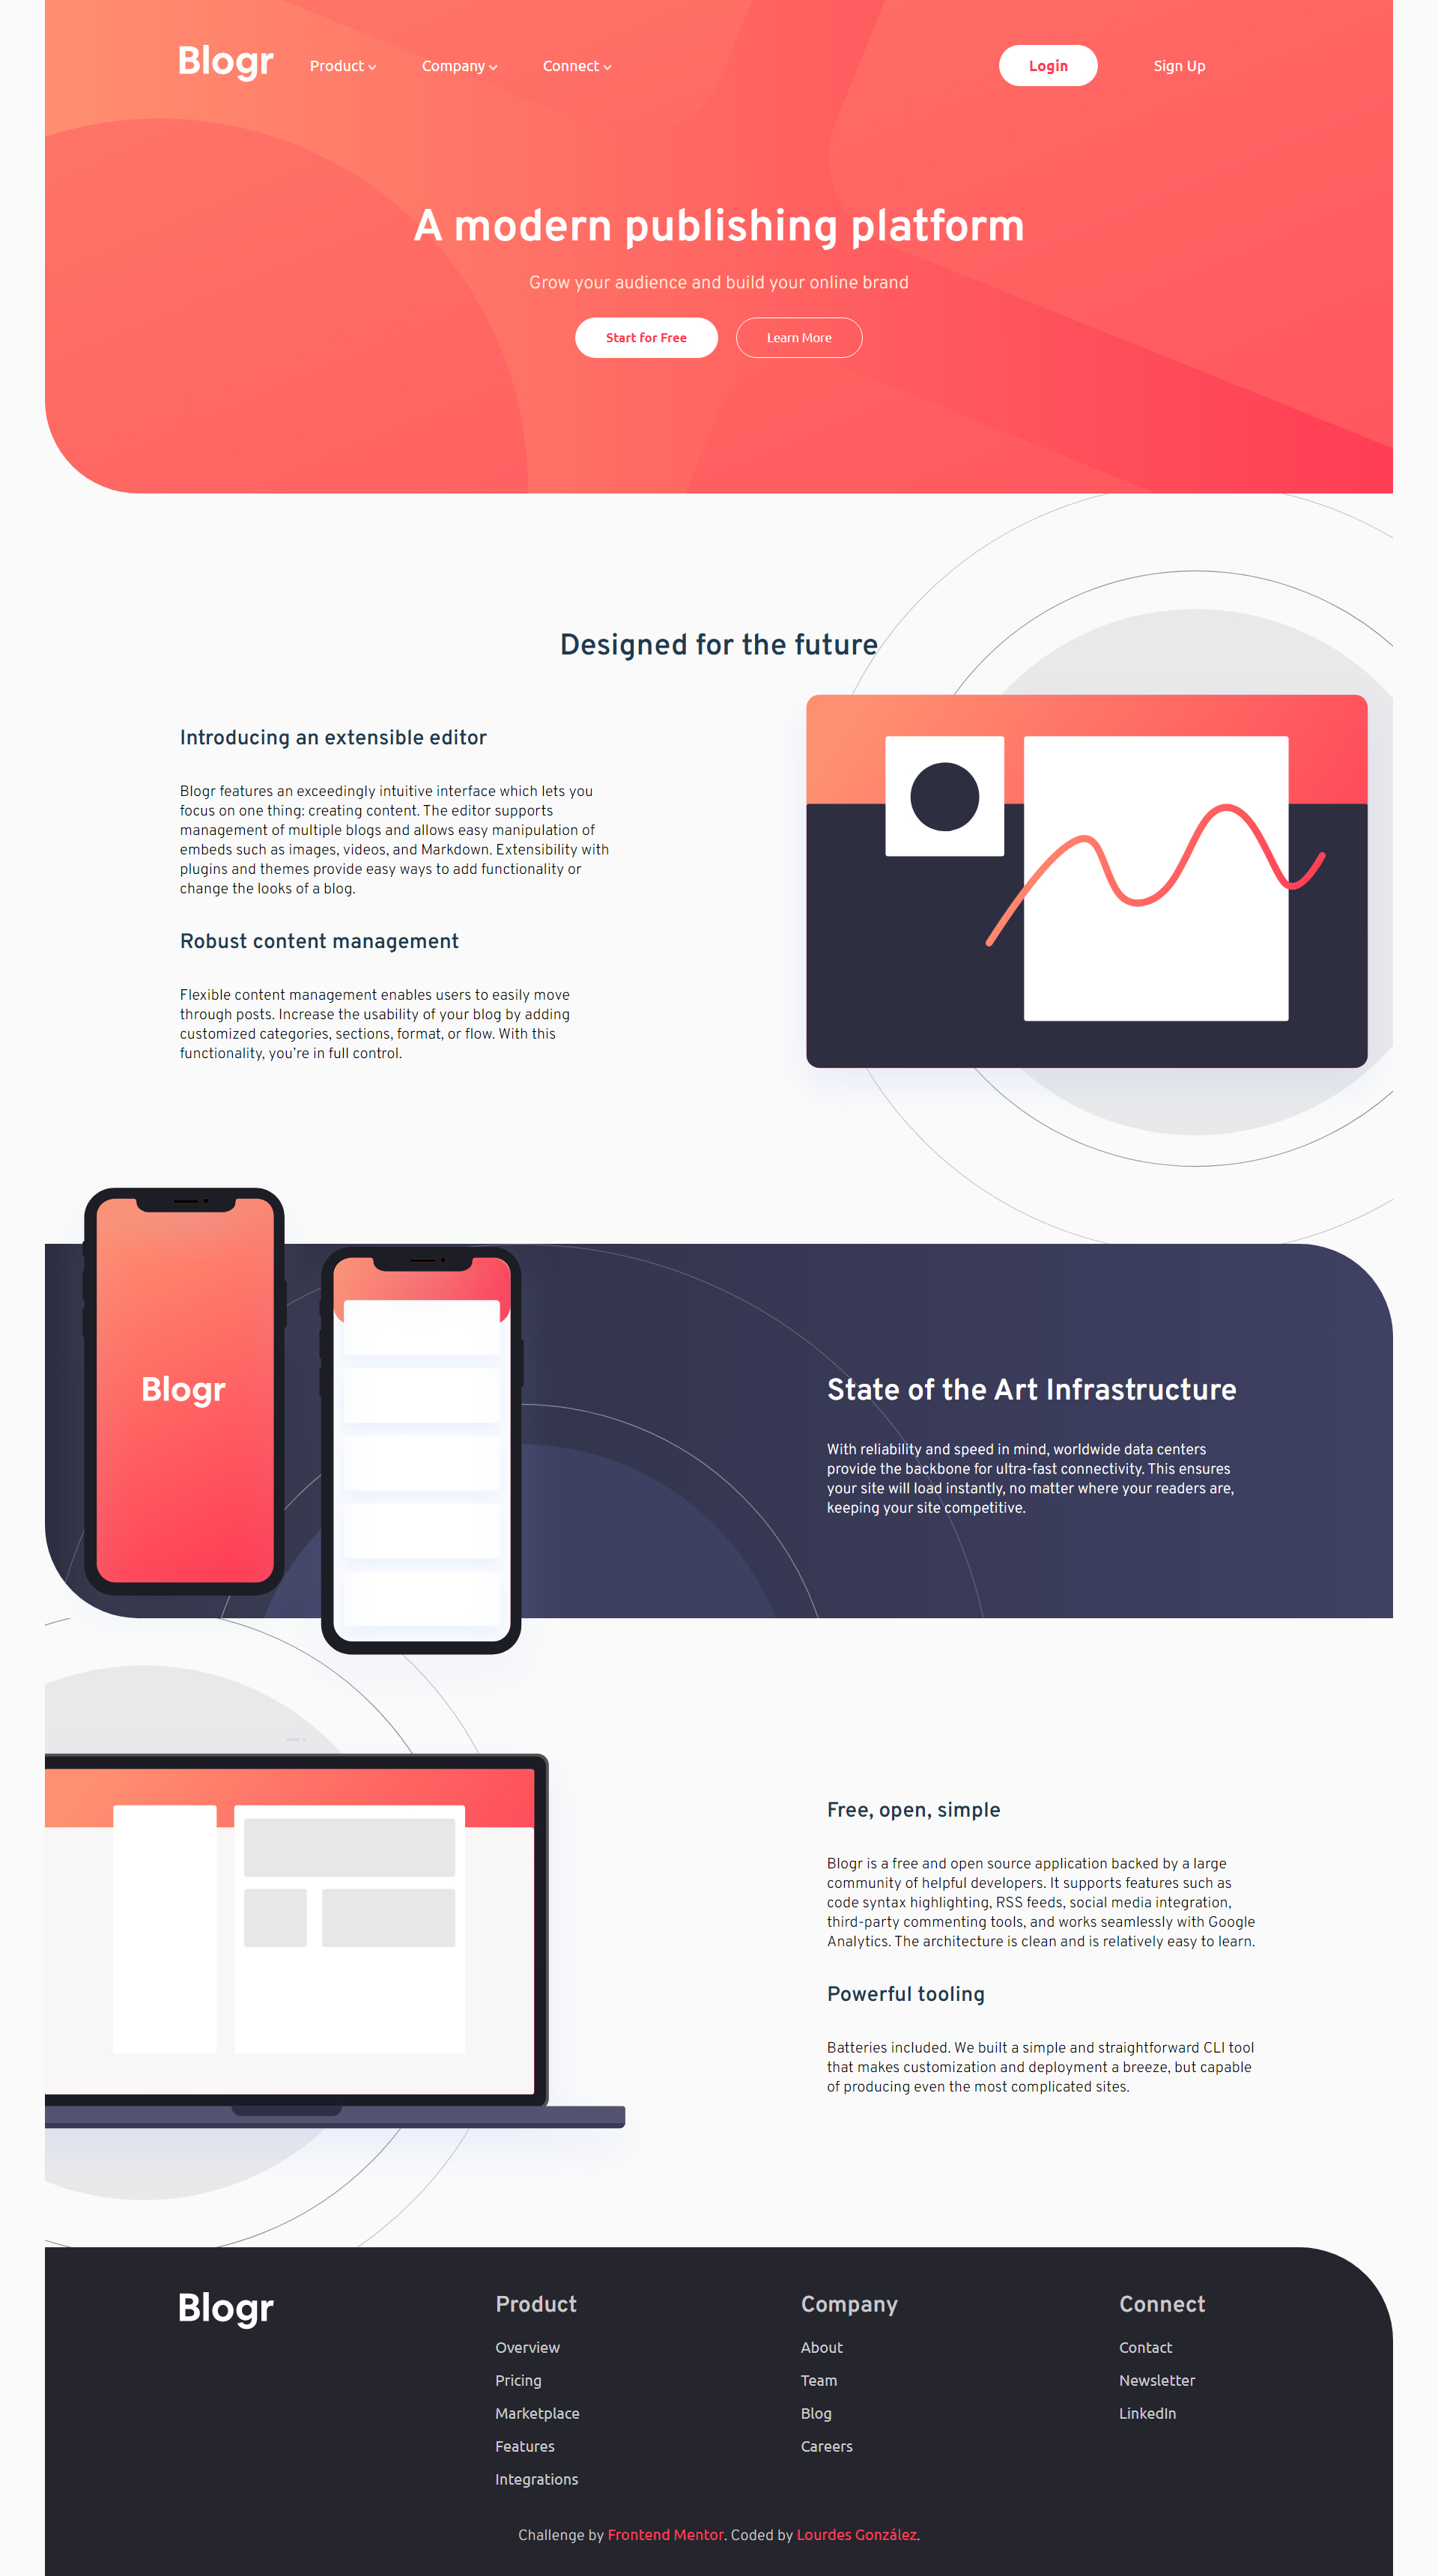 Blogr Product Company Connect Login Sign Up
A modern publishing platform
Grow your audience and build your online brand
Start for Free Learn More
Designed for the future
Introducing an extensible editor
Blogr features an exceedingly intuitive interface which lets you
focus on one thing: creating content. The editor supports
management of multiple blogs and allows easy manipulation of
embeds such as images, videos, and Markdown. Extensibility with
plugins and themes provide easy ways to add functionality or
change the looks of a blog.
Robust content management
Flexible content management enables users to easily move
through posts. Increase the usability of your blog by adding
customized categories, sections, format, or flow. With this
functionality, you're in full control.
Blogr
State of the Art Infrastructure
With reliability and speed in mind, worldwide data centers
provide the backbone for ultra-fast connectivity. This ensures
your site will load instantly, no matter where your readers are,
keeping your site competitive.
Free, open, simple
Blogr is a free and open source application backed by a large
community of helpful developers. It supports features such as
code syntax highlighting, RSS feeds, social media integration,
third-party commenting tools, and works seamlessly with Google
Analytics. The architecture is clean and is relatively easy to learn.
Powerful tooling
Batteries included. We built a simple and straightforward CLI tool
that makes customization and deployment a breeze, but capable
of producing even the most complicated sites.
Blogr
Product
Overview
Pricing
Marketplace
Features
Integrations
Company
About
Team
Blog
Careers
Connect
Contact
Newsletter
LinkedIn
Challenge by Frontend Mentor. Coded by Lourdes González.